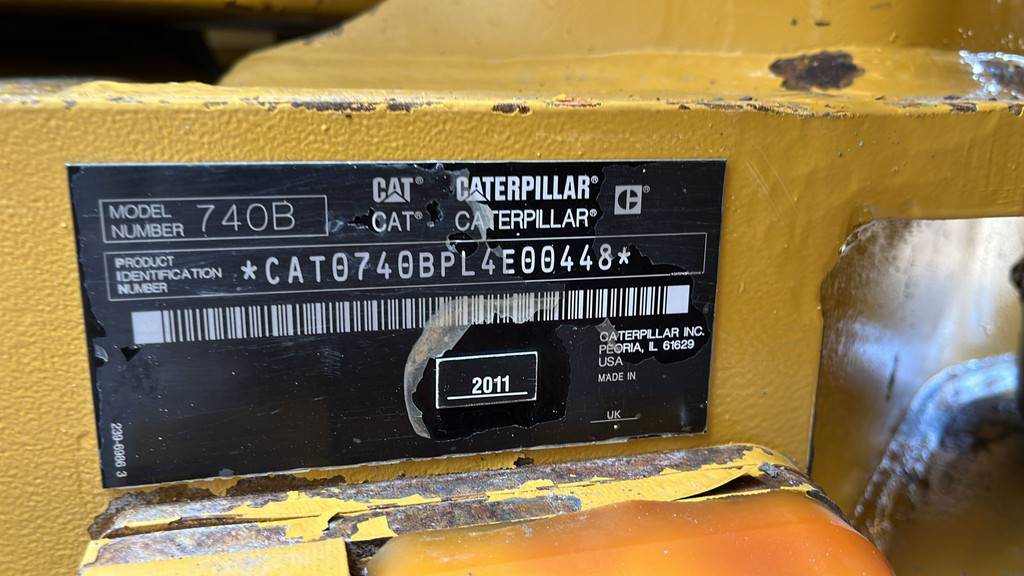 CAT® CATERPILLAR® C®
CAT® CATERPILLAR®
MODEL NUMBER 740B
PRODUCT IDENTIFICATION NUMBER *CAT0740BPL4E00448*
CATERPILLAR INC.
PEORIA, IL 61629
USA
MADE IN
2011
UK
239-6966 3